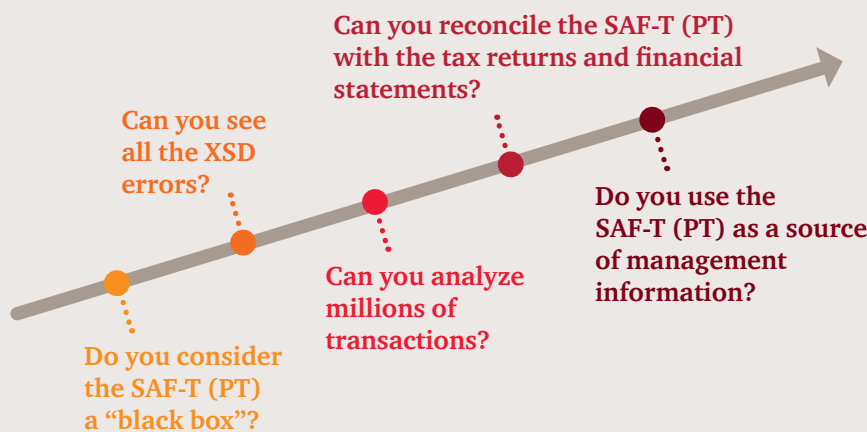 Do you consider
the SAF-T (PT)
a “black box”?
Can you see
all the XSD
errors?
Can you analyze
millions of
transactions?
Can you reconcile the SAF-T (PT)
with the tax returns and financial
statements?
Do you use the
SAF-T (PT) as a source
of management
information?